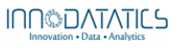 INNODATATICS
Innovation • Data • Analytics